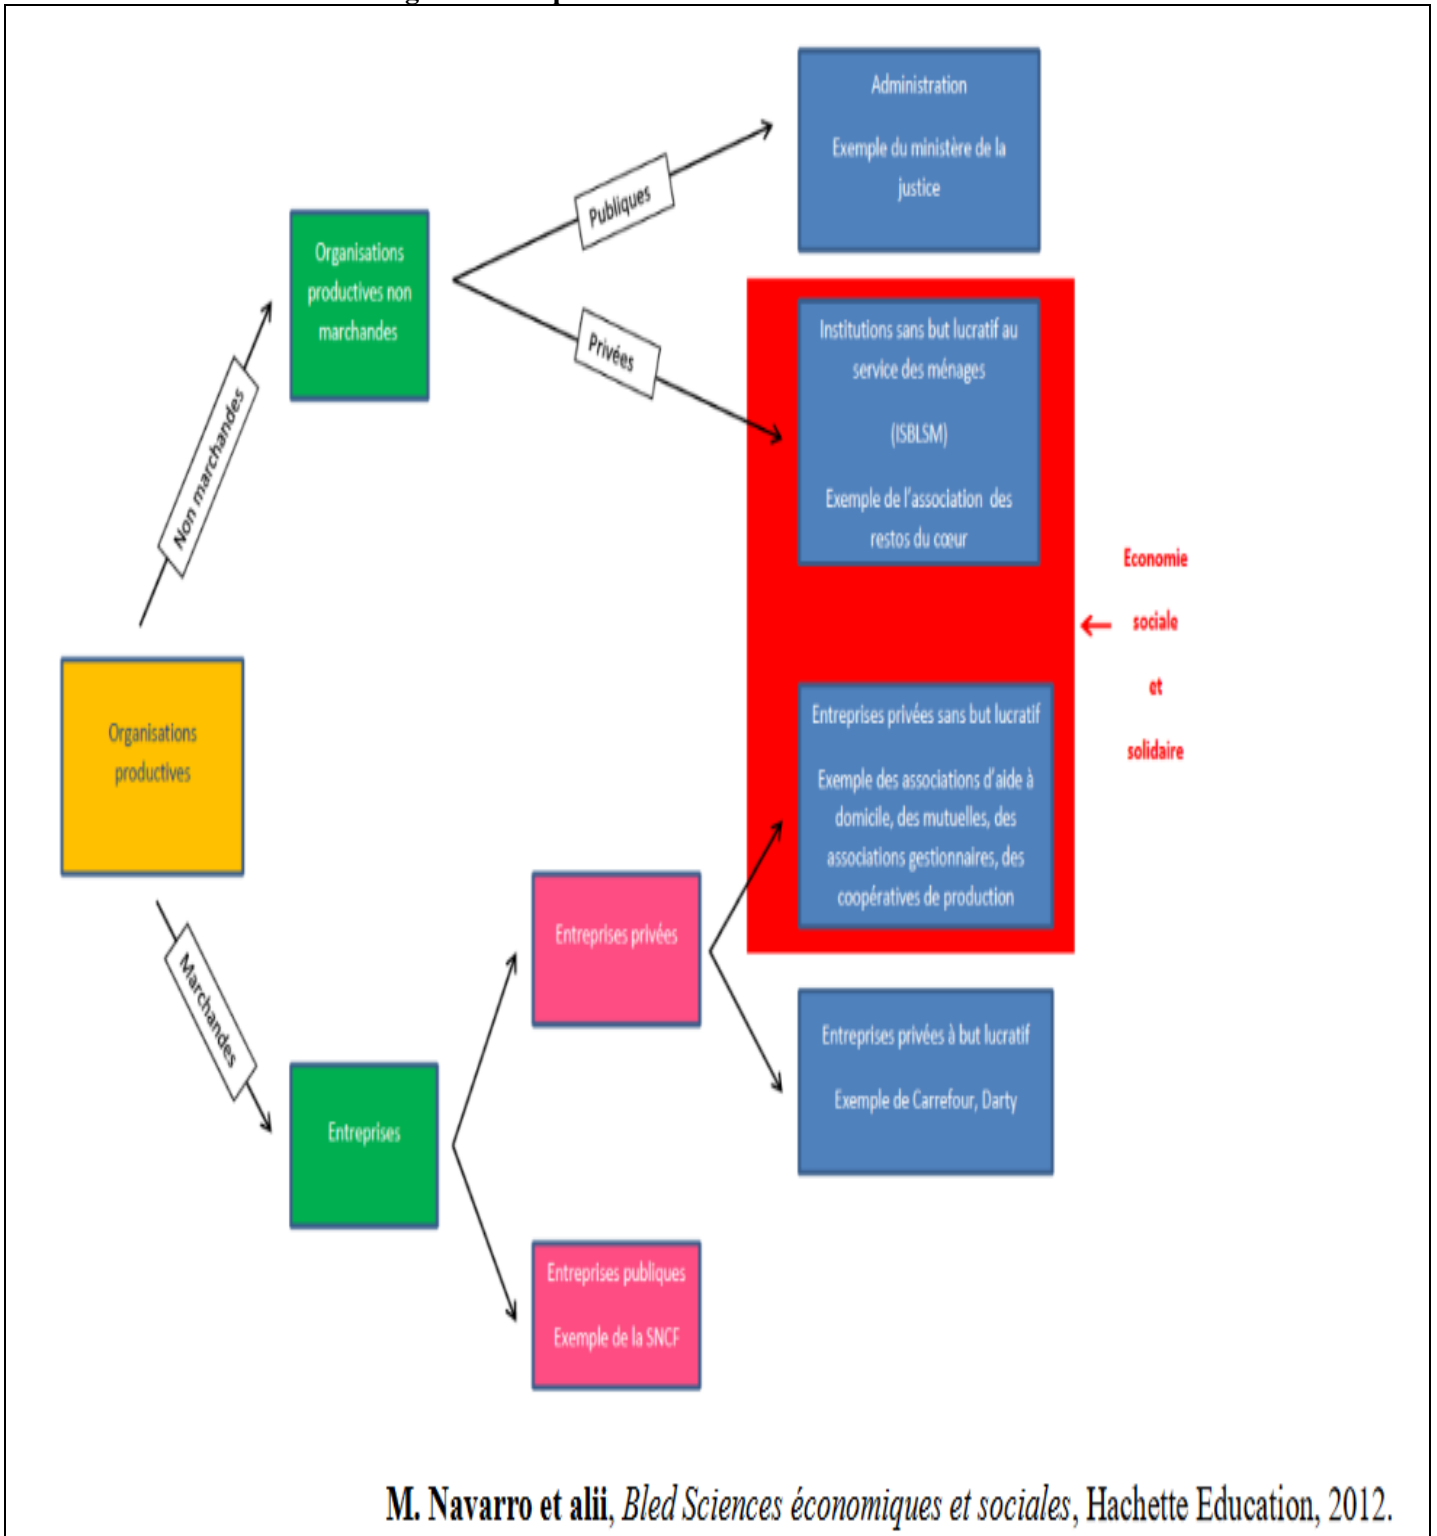 Administration
Exemple du ministère de la
justice
Publiques
Organisations
productives non
marchandes
Privées
Institutions sans but lucratif au
service des ménages
(ISBLSM)
Exemple de l'association des
restos du cœur
Non marchandes
Economie
sociale
et
solidaire
Organisations
productives
Entreprises privées sans but lucratif
Exemple des associations d'aide à
domicile, des mutuelles, des
associations gestionnaires, des
coopératives de production
Entreprises privées
Marchandes
Entreprises privées à but lucratif
Exemple de Carrefour, Darty
Entreprises
Entreprises publiques
Exemple de la SNCF
M. Navarro et alii, Bled Sciences économiques et sociales, Hachette Education, 2012.